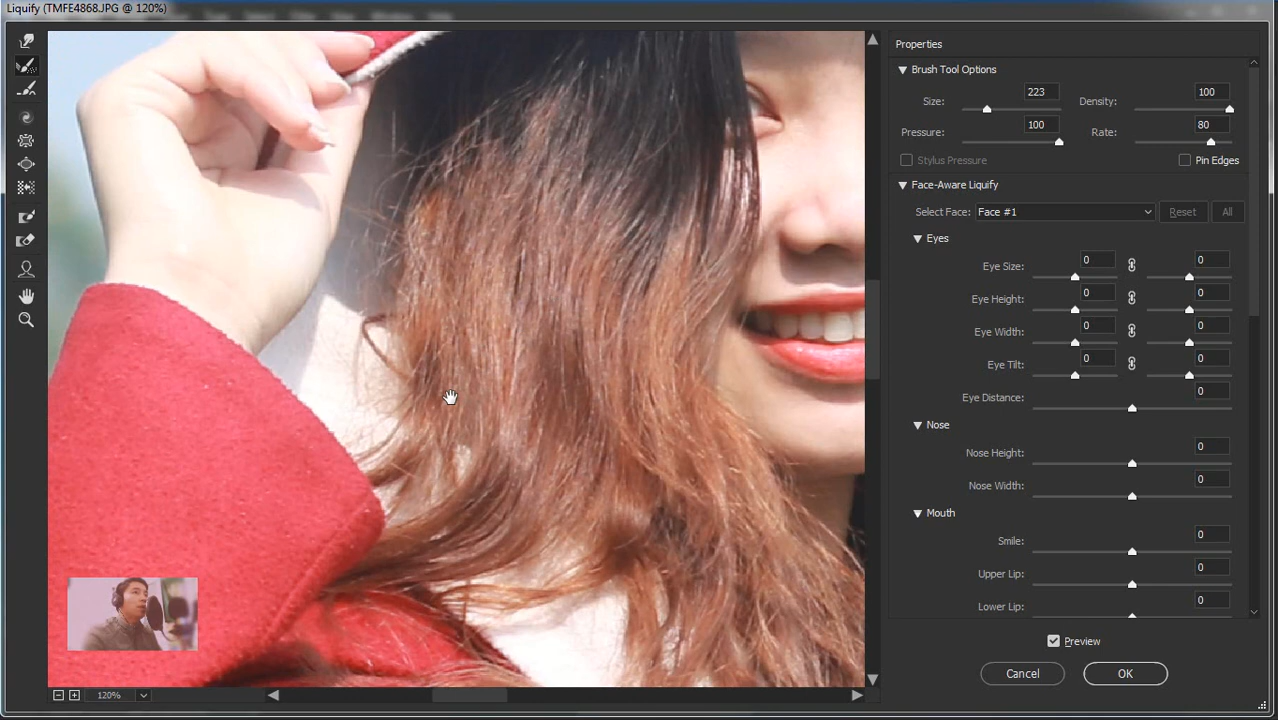 Liquify (TMFE4868.JPG @ 120%)
Properties
Brush Tool Options
Size: 223 Density: 100
Pressure: 100 Rate: 80
Stylus Pressure Pin Edges
Face-Aware Liquify
Select Face: Face #1 Reset All
Eyes
Eye Size: 0 0
Eye Height: 0 0
Eye Width: 0 0
Eye Tilt: 0 0
Eye Distance: 0
Nose
Nose Height: 0
Nose Width: 0
Mouth
Smile: 0
Upper Lip: 0
Lower Lip: 0
Preview
Cancel OK
120%